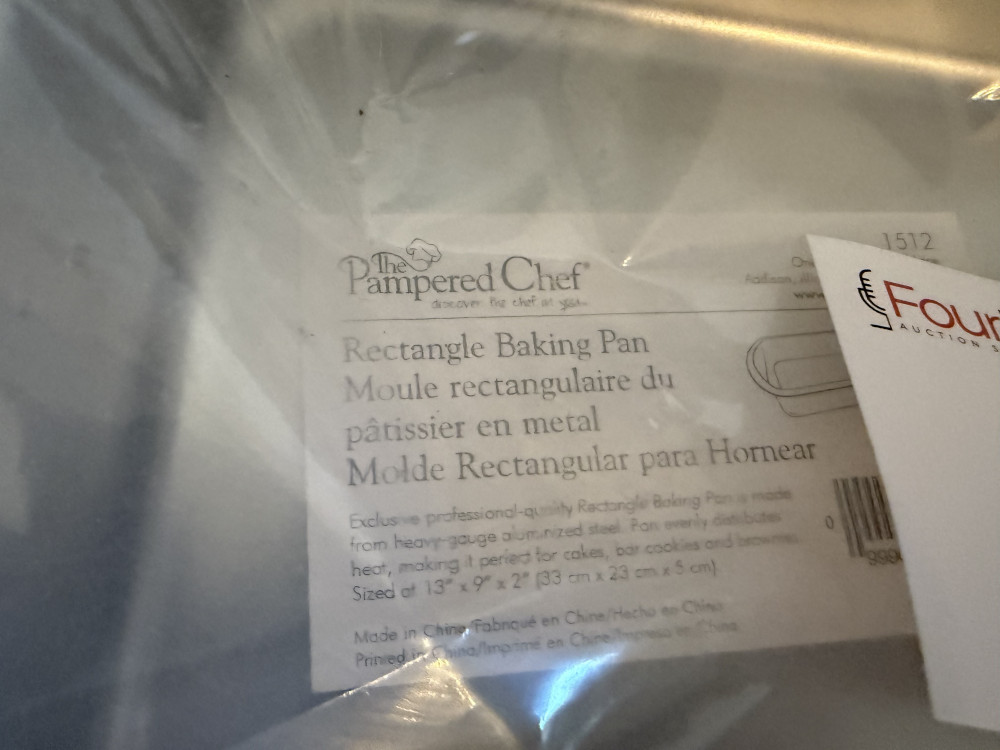 The
Pampered Chef®
discover the chef in you.
1512
Addison,
www
Rectangle Baking Pan
Moule rectangulaire du
pâtissier en metal
Molde Rectangular para Hornear
Exclusive professional-quality Rectangle Baking Pan is made
from heavy-gauge aluminized steel. Pan evenly distributes
heat, making it perfect for cakes, bar cookies and brownies.
Sized at 13" x 9" x 2" (33 cm x 23 cm x 5 cm)
Made in China/Fabriqué en Chine/Hecho en China
Printed in China/Imprimé en Chine/Impreso en China
0
Four
AUCTION S